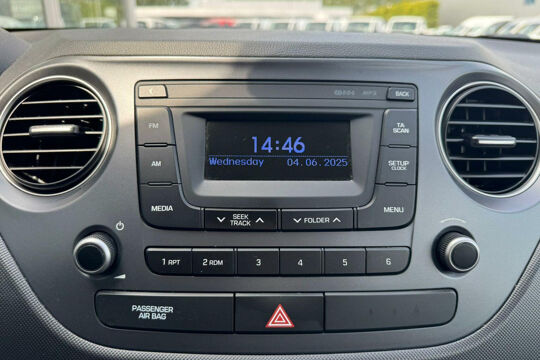 MP3 BACK
FM
14:46
Wednesday 04.06.2025
TA
SCAN
AM
SETUP
CLOCK
MEDIA
SEEK
TRACK
FOLDER
MENU
1 RPT 2 RDM 3 4 5 6
PASSENGER
AIR BAG